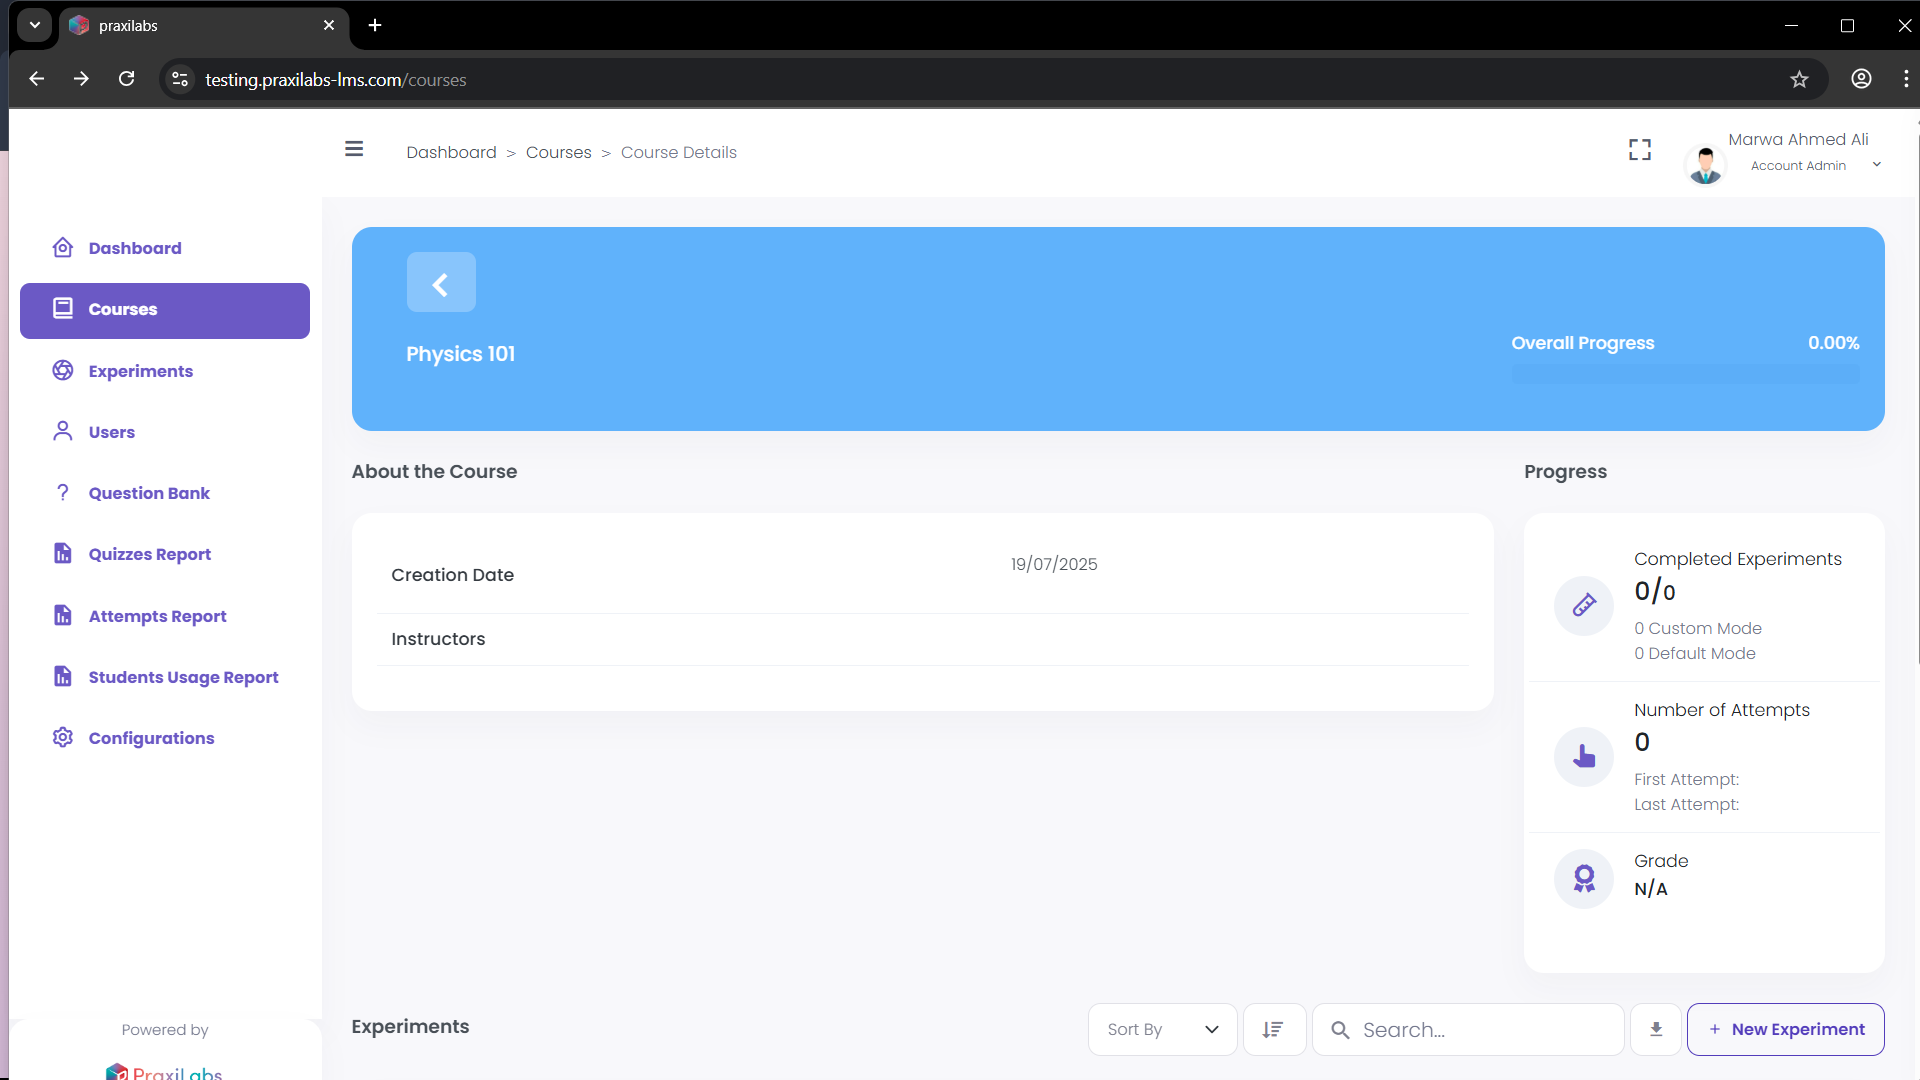 praxilabs
testing.praxilabs-lms.com/courses
Dashboard > Courses > Course Details
Marwa Ahmed Ali
Account Admin
Dashboard
Courses
Experiments
Users
Question Bank
Quizzes Report
Attempts Report
Students Usage Report
Configurations
Powered by
PraxiLabs
Physics 101
Overall Progress 0.00%
About the Course
Creation Date 19/07/2025
Instructors
Progress
Completed Experiments
0/0
0 Custom Mode
0 Default Mode
Number of Attempts
0
First Attempt:
Last Attempt:
Grade
N/A
Experiments
Sort By
Search...
+ New Experiment